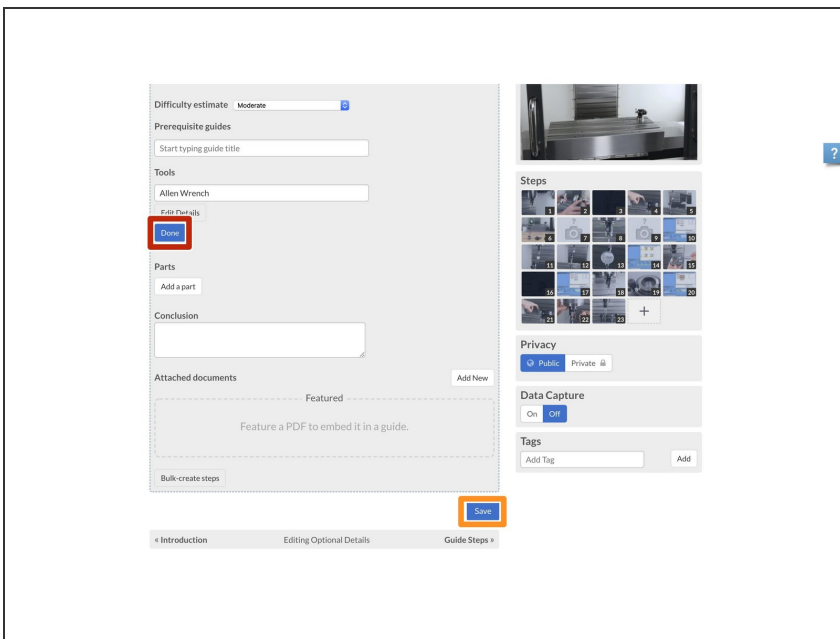 Difficulty estimate Moderate
Prerequisite guides
Start typing guide title
Tools
Allen Wrench
Edit Details
Done
Parts
Add a part
Conclusion
Attached documents Add New
Featured
Feature a PDF to embed it in a guide.
Bulk-create steps
Save
« Introduction Editing Optional Details Guide Steps »
Steps
1 2 3 4 5
6 7 8 9 10
11 12 13 14 15
16 17 18 19 20
21 22 23 +
Privacy
Public Private
Data Capture
On Off
Tags
Add Tag Add
?